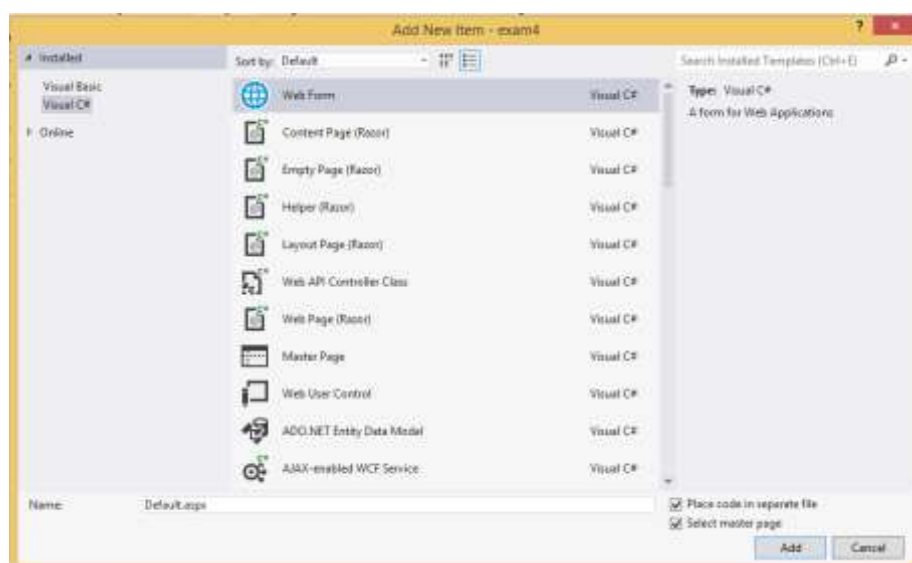 Add New Item - exam4
?
Installed
Sort by: Default
Search Installed Templates (Ctrl+E)
Visual Basic
Visual C#
Online
Web Form Visual C#
Content Page (Razor) Visual C#
Empty Page (Razor) Visual C#
Helper (Razor) Visual C#
Layout Page (Razor) Visual C#
Web API Controller Class Visual C#
Web Page (Razor) Visual C#
Master Page Visual C#
Web User Control Visual C#
ADO.NET Entity Data Model Visual C#
AJAX-enabled WCF Service Visual C#
Type: Visual C#
A form for Web Applications
Name: Default.aspx
Place code in separate file
Select master page
Add Cancel